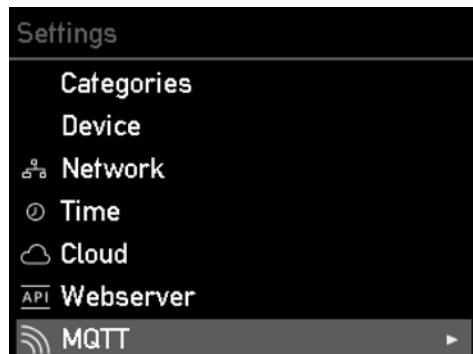 Settings
Categories
Device
Network
Time
Cloud
API Webserver
MQTT